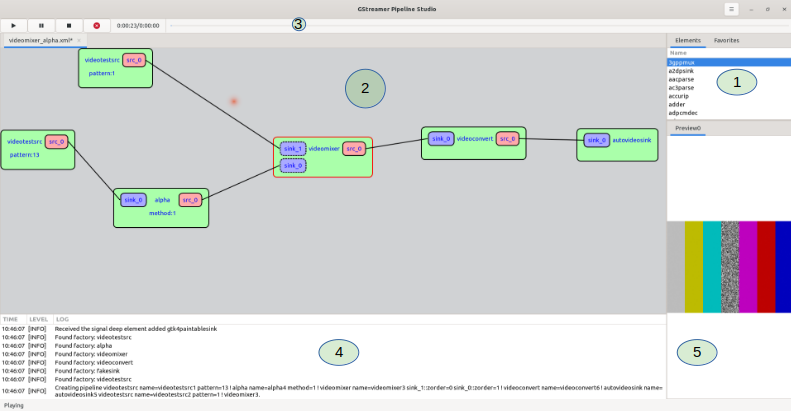 GStreamer Pipeline Studio
0:00:23/0:00:00
3
videomixer_alpha.xml* ×
Elements Favorites
Name
3gppmux
a2dpsink
aacparse
ac3parse
accurip
adder
adpcmdec
1
Preview0
5
2
videotestsrc src_0
pattern:1
videotestsrc src_0
pattern:13
sink_0 alpha src_0
method:1
sink_1 videomixer src_0
sink_0
sink_0 videoconvert src_0
sink_0 autovideosink
TIME LEVEL LOG
10:46:07 [INFO] Received the signal deep element added gtk4paintablesink
10:46:07 [INFO] Found factory: videotestsrc
10:46:07 [INFO] Found factory: alpha
10:46:07 [INFO] Found factory: videomixer
10:46:07 [INFO] Found factory: videoconvert
10:46:07 [INFO] Found factory: fakesink
10:46:07 [INFO] Found factory: videotestsrc
10:46:07 [INFO] Creating pipeline videotestsrc name=videotestsrc1 pattern=13 ! alpha name=alpha4 method=1 ! videomixer name=videomixer3 sink_1::zorder=0 sink_0::zorder=1 ! videoconvert name=videoconvert6 ! autovideosink name=
autovideosink5 videotestsrc name=videotestsrc2 pattern=1 ! videomixer3.
4
Playing